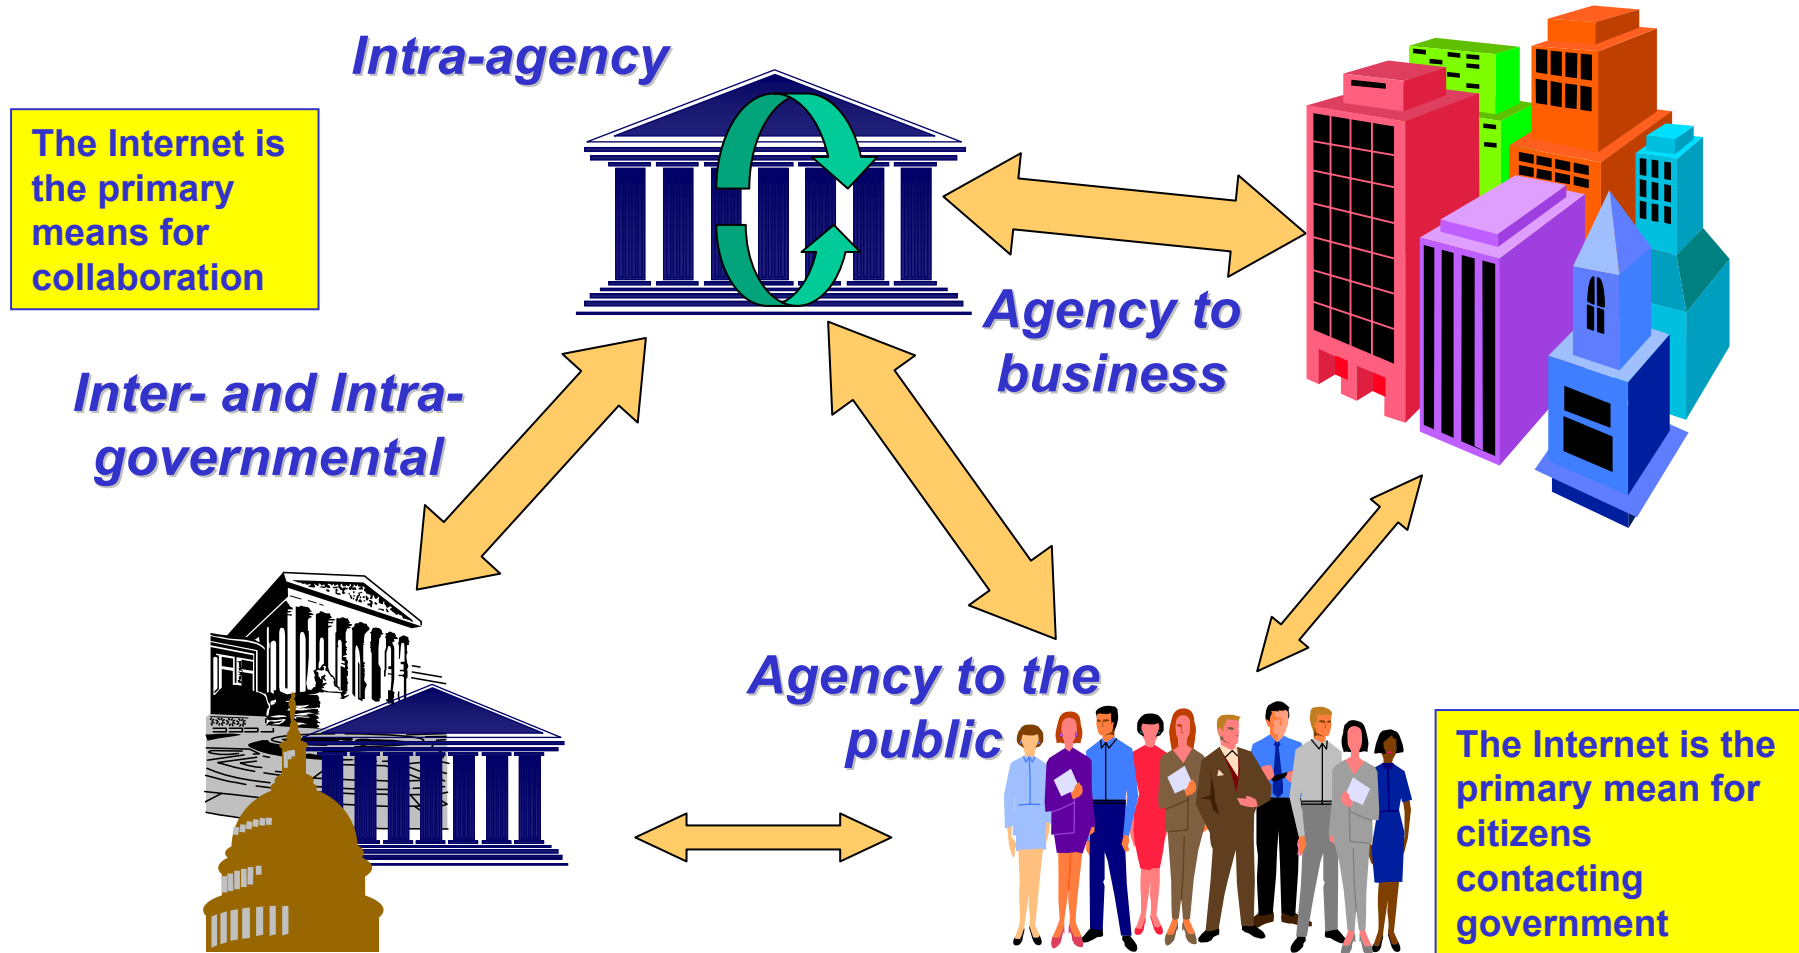 Intra-agency
The Internet is
the primary
means for
collaboration
Agency to
business
Inter- and Intra-
governmental
Agency to the
public
The Internet is the
primary mean for
citizens
contacting
government